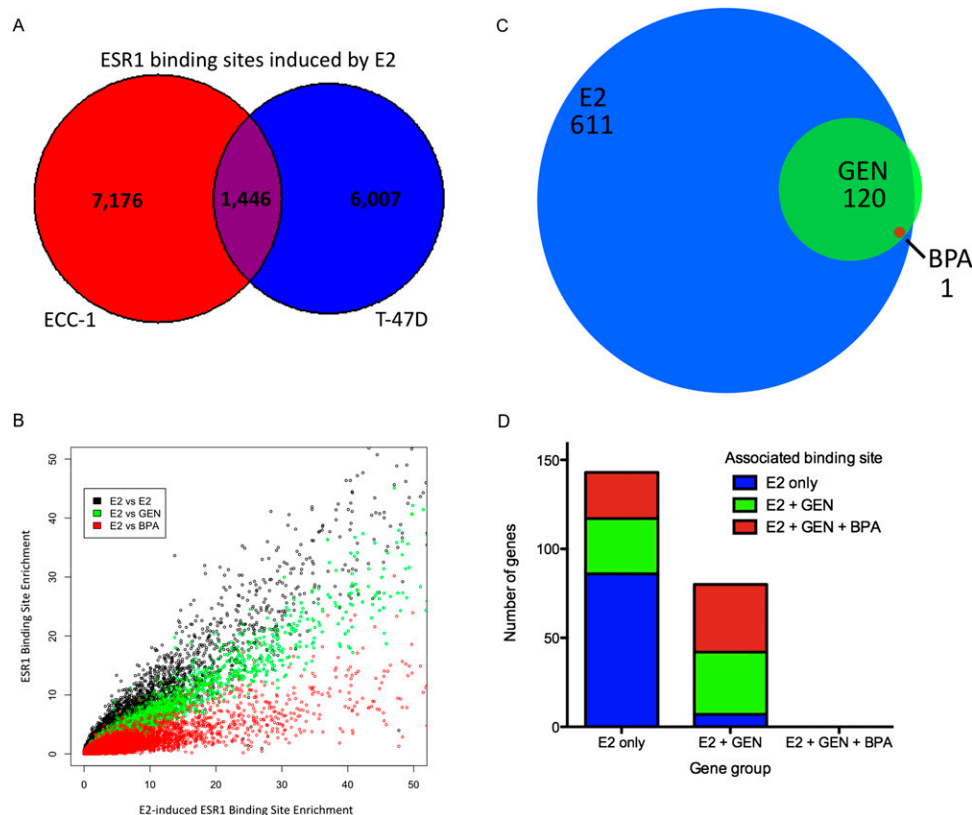 A
ESR1 binding sites induced by E2
7,176
1,446
6,007
ECC-1
T-47D
C
E2
611
GEN
120
BPA
1
B
ESR1 Binding Site Enrichment
50
40
30
20
10
0
E2 vs E2
E2 vs GEN
E2 vs BPA
0
10
20
30
40
50
E2-induced ESR1 Binding Site Enrichment
D
Number of genes
150
100
50
0
Associated binding site
E2 only
E2 + GEN
E2 + GEN + BPA
E2 only
E2 + GEN
E2 + GEN + BPA
Gene group